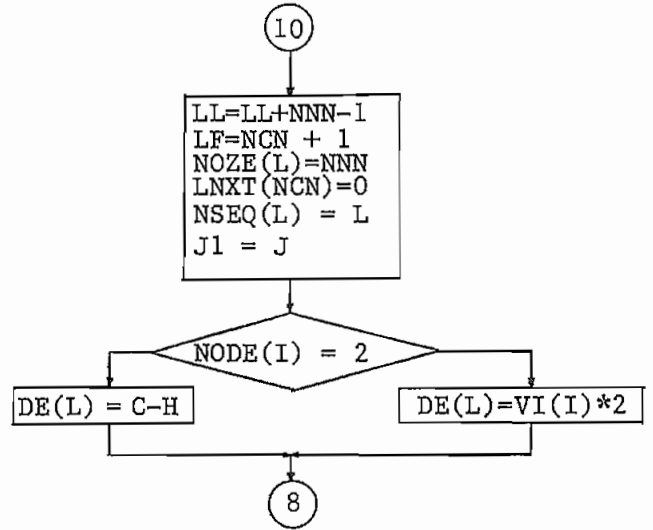 10
LL=LL+NNN-1
LF=NCN + 1
NOZE(L)=NNN
LNXT(NCN)=0
NSEQ(L) = L
J1 = J
NODE(I) = 2
DE(L) = C-H
DE(L)=VI(I)*2
8